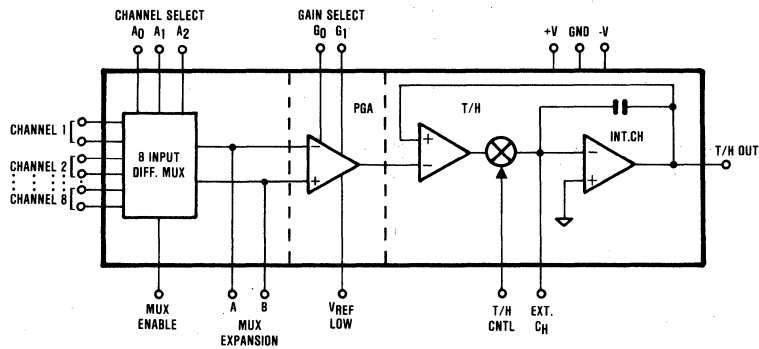 CHANNEL SELECT
A0 A1 A2
GAIN SELECT
G0 G1
+V GND -V
PGA
T/H
CHANNEL 1
CHANNEL 2
CHANNEL 8
8 INPUT
DIFF. MUX
−
+
+
−
INT.CH
−
+
T/H OUT
MUX
ENABLE
A B
MUX
EXPANSION
VREF
LOW
T/H
CNTL
EXT.
CH